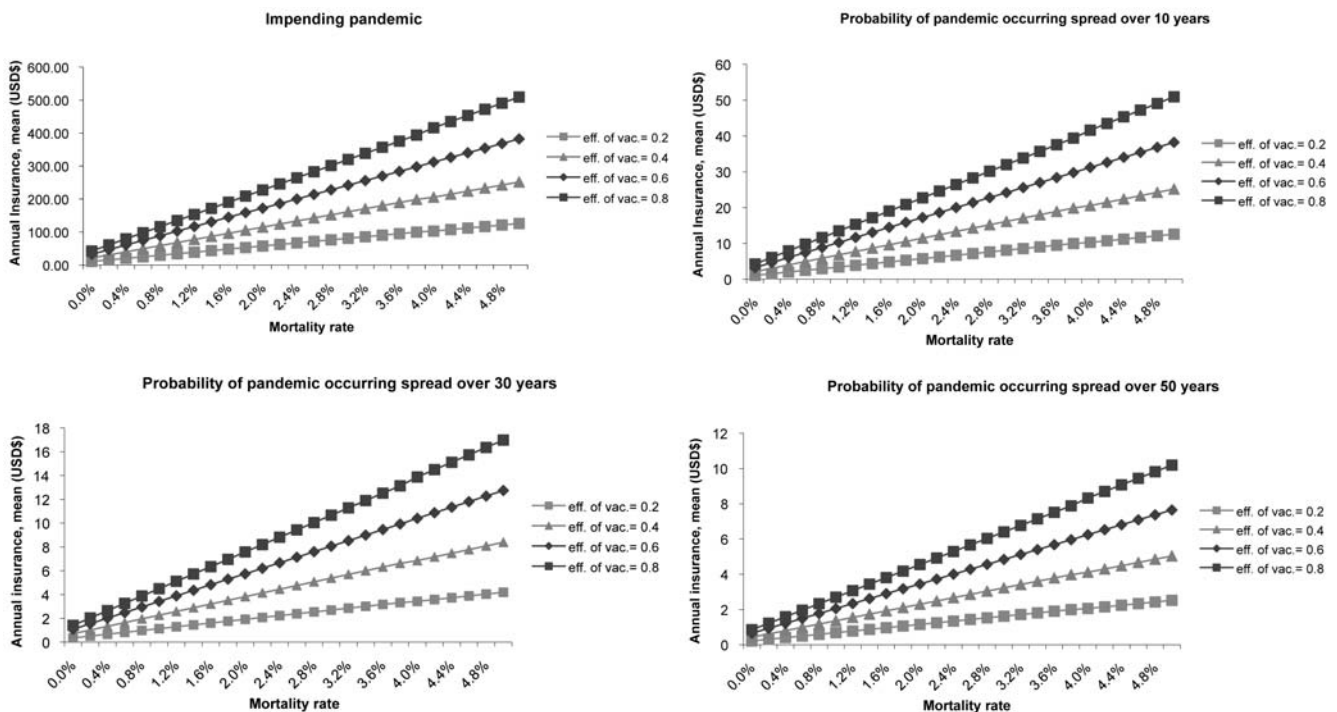 Impending pandemic
Annual Insurance, mean (USD$)
600.00
500.00
400.00
300.00
200.00
100.00
0.00
0.0%
0.4%
0.8%
1.2%
1.6%
2.0%
2.4%
2.8%
3.2%
3.6%
4.0%
4.4%
4.8%
Mortality rate
eff. of vac.= 0.2
eff. of vac.= 0.4
eff. of vac.= 0.6
eff. of vac.= 0.8
Probability of pandemic occurring spread over 10 years
Annual Insurance, mean (USD$)
60
50
40
30
20
10
0
0.0%
0.4%
0.8%
1.2%
1.6%
2.0%
2.4%
2.8%
3.2%
3.6%
4.0%
4.4%
4.8%
Mortality rate
eff. of vac.= 0.2
eff. of vac.= 0.4
eff. of vac.= 0.6
eff. of vac.= 0.8
Probability of pandemic occurring spread over 30 years
Annual insurance, mean (USD$)
18
16
14
12
10
8
6
4
2
0
0.0%
0.4%
0.8%
1.2%
1.6%
2.0%
2.4%
2.8%
3.2%
3.6%
4.0%
4.4%
4.8%
Mortality rate
eff. of vac.= 0.2
eff. of vac.= 0.4
eff. of vac.= 0.6
eff. of vac.= 0.8
Probability of pandemic occurring spread over 50 years
Annual insurance, mean (USD$)
12
10
8
6
4
2
0
0.0%
0.4%
0.8%
1.2%
1.6%
2.0%
2.4%
2.8%
3.2%
3.6%
4.0%
4.4%
4.8%
Mortality rate
eff. of vac.= 0.2
eff. of vac.= 0.4
eff. of vac.= 0.6
eff. of vac.= 0.8